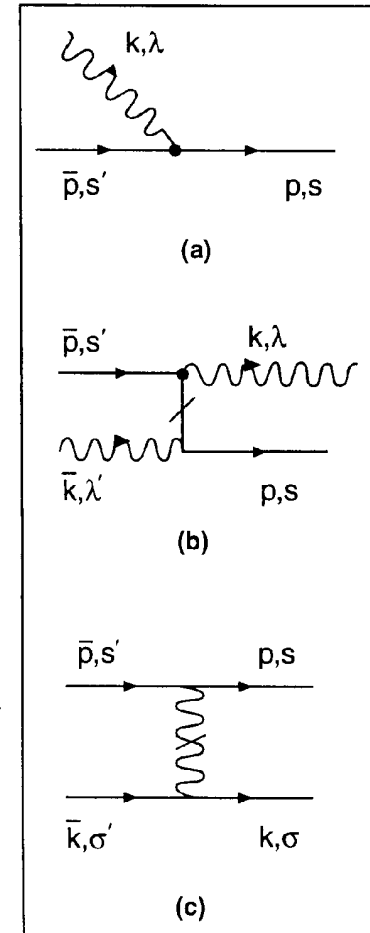 k,λ
p̄,s′ p,s
(a)
p̄,s′ k,λ
k̄,λ′ p,s
(b)
p̄,s′ p,s
k̄,σ′ k,σ
(c)